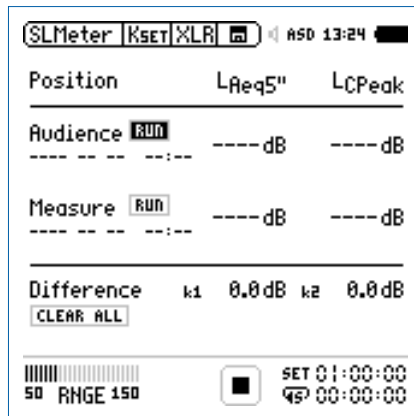 SLMeter KSET XLR ASD 13:24
Position LAeq5" LCPeak
Audience RUN ----dB ----dB
---- -- -- --:--
Measure RUN ----dB ----dB
---- -- -- --:--
Difference k1 0.0dB k2 0.0dB
CLEAR ALL
SET 01:00:00
50 RNGE 150 00:00:00